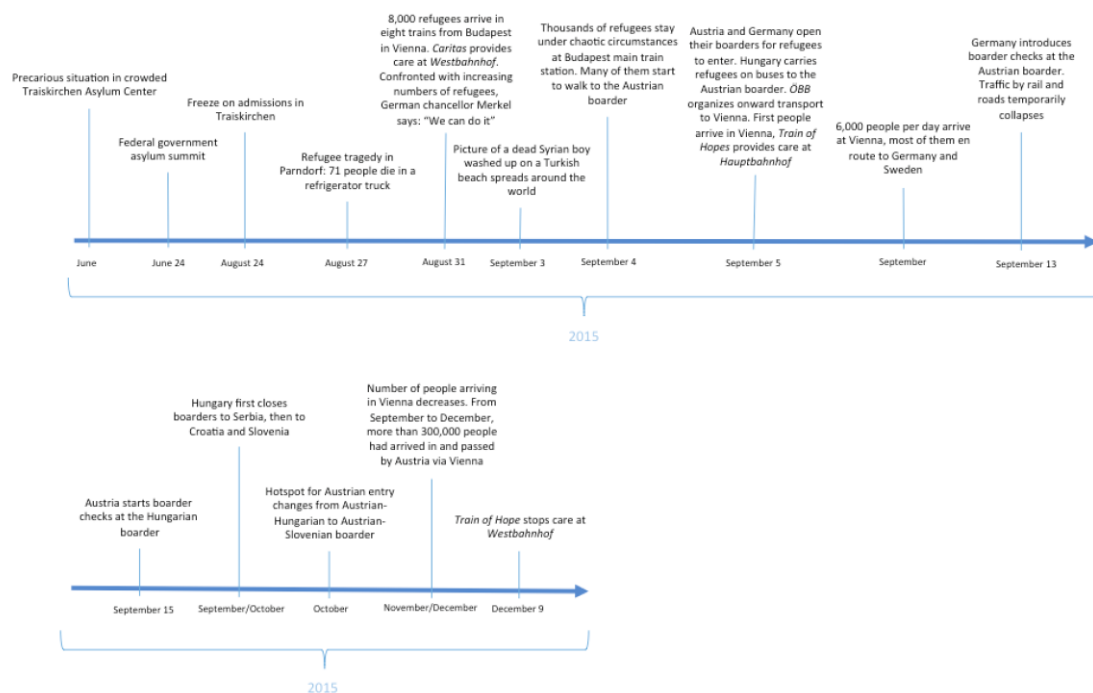 Precarious situation in crowded
Traiskirchen Asylum Center
June
Federal government
asylum summit
June 24
Freeze on admissions in
Traiskirchen
August 24
Refugee tragedy in
Parndorf: 71 people die in a
refrigerator truck
August 27
8,000 refugees arrive in
eight trains from Budapest
in Vienna. Caritas provides
care at Westbahnhof.
Confronted with increasing
numbers of refugees,
German chancellor Merkel
says: “We can do it”
August 31
Picture of a dead Syrian boy
washed up on a Turkish
beach spreads around the
world
September 3
Thousands of refugees stay
under chaotic circumstances
at Budapest main train
station. Many of them start
to walk to the Austrian
boarder
September 4
Austria and Germany open
their boarders for refugees
to enter. Hungary carries
refugees on buses to the
Austrian boarder. ÖBB
organizes onward transport
to Vienna. First people
arrive in Vienna, Train of
Hopes provides care at
Hauptbahnhof
September 5
6,000 people per day arrive
at Vienna, most of them en
route to Germany and
Sweden
September
Germany introduces
boarder checks at the
Austrian boarder.
Traffic by rail and
roads temporarily
collapses
September 13
2015
Austria starts boarder
checks at the Hungarian
boarder
September 15
Hungary first closes
boarders to Serbia, then to
Croatia and Slovenia
September/October
Hotspot for Austrian entry
changes from Austrian-
Hungarian to Austrian-
Slovenian boarder
October
Number of people arriving
in Vienna decreases. From
September to December,
more than 300,000 people
had arrived in and passed
by Austria via Vienna
November/December
Train of Hope stops care at
Westbahnhof
December 9
2015